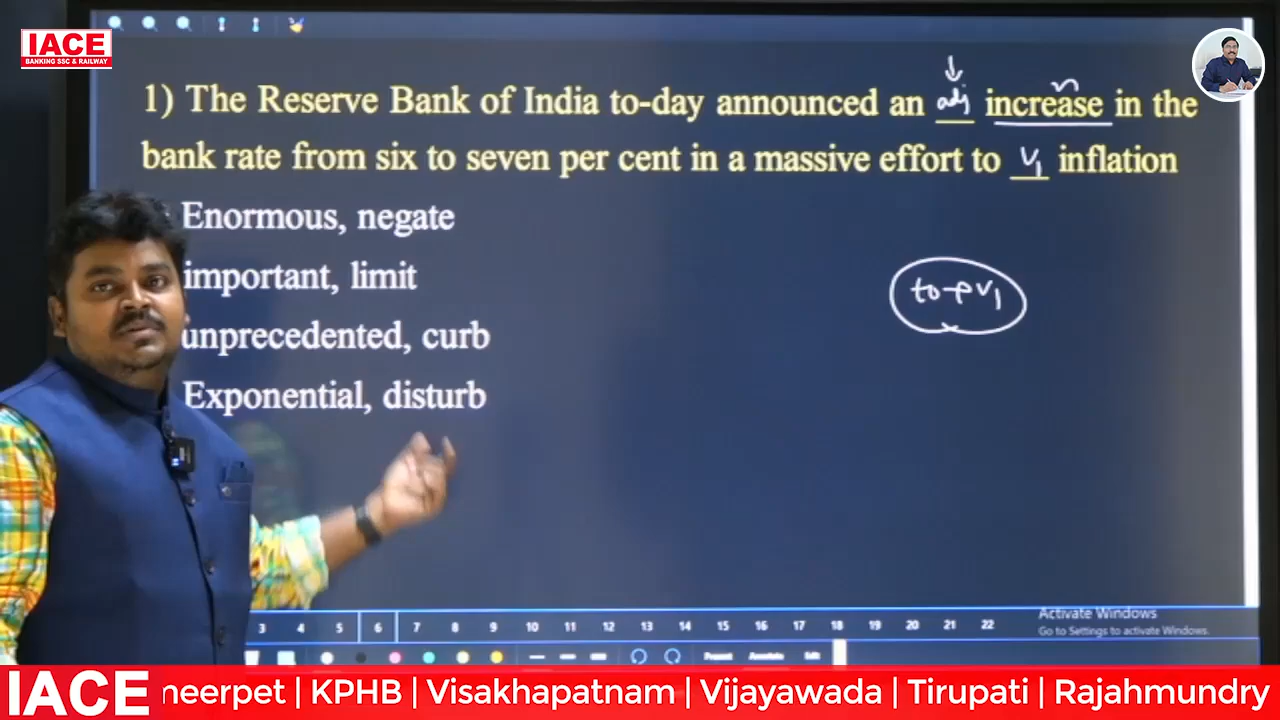 IACE
BANKING SSC & RAILWAY
1) The Reserve Bank of India to-day announced an adj increase in the
n
bank rate from six to seven per cent in a massive effort to V1 inflation
Enormous, negate
important, limit
to-pV1
unprecedented, curb
Exponential, disturb
Activate Windows
Go to Settings to activate Windows.
3 4 5 6 7 8 9 10 11 12 13 14 15 16 17 18 19 20 21 22
Present Annotate Edit
IACE neerpet | KPHB | Visakhapatnam | Vijayawada | Tirupati | Rajahmundry